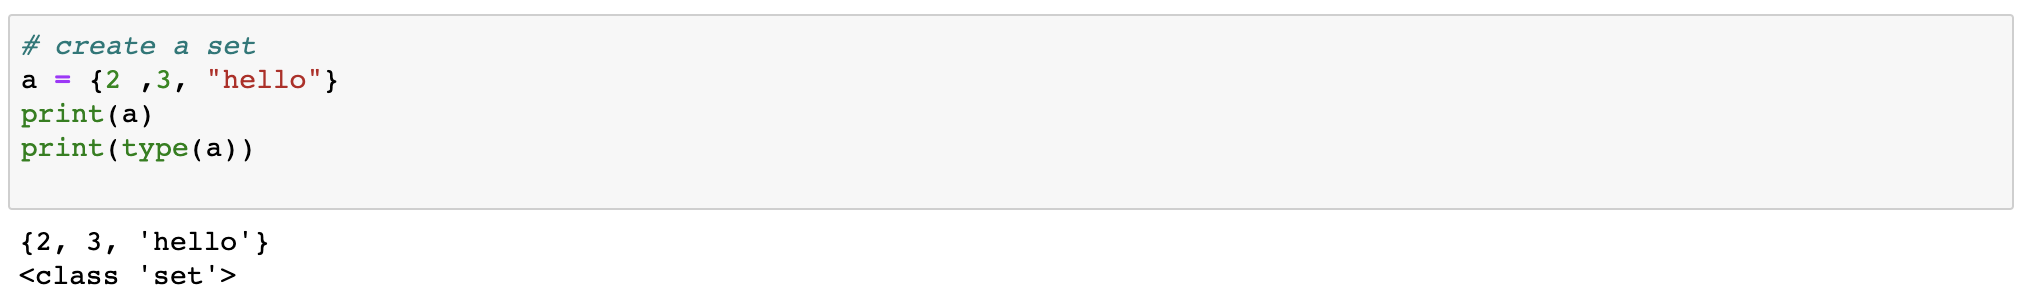 # create a set
a = {2 ,3, "hello"}
print(a)
print(type(a))
{2, 3, 'hello'}
<class 'set'>